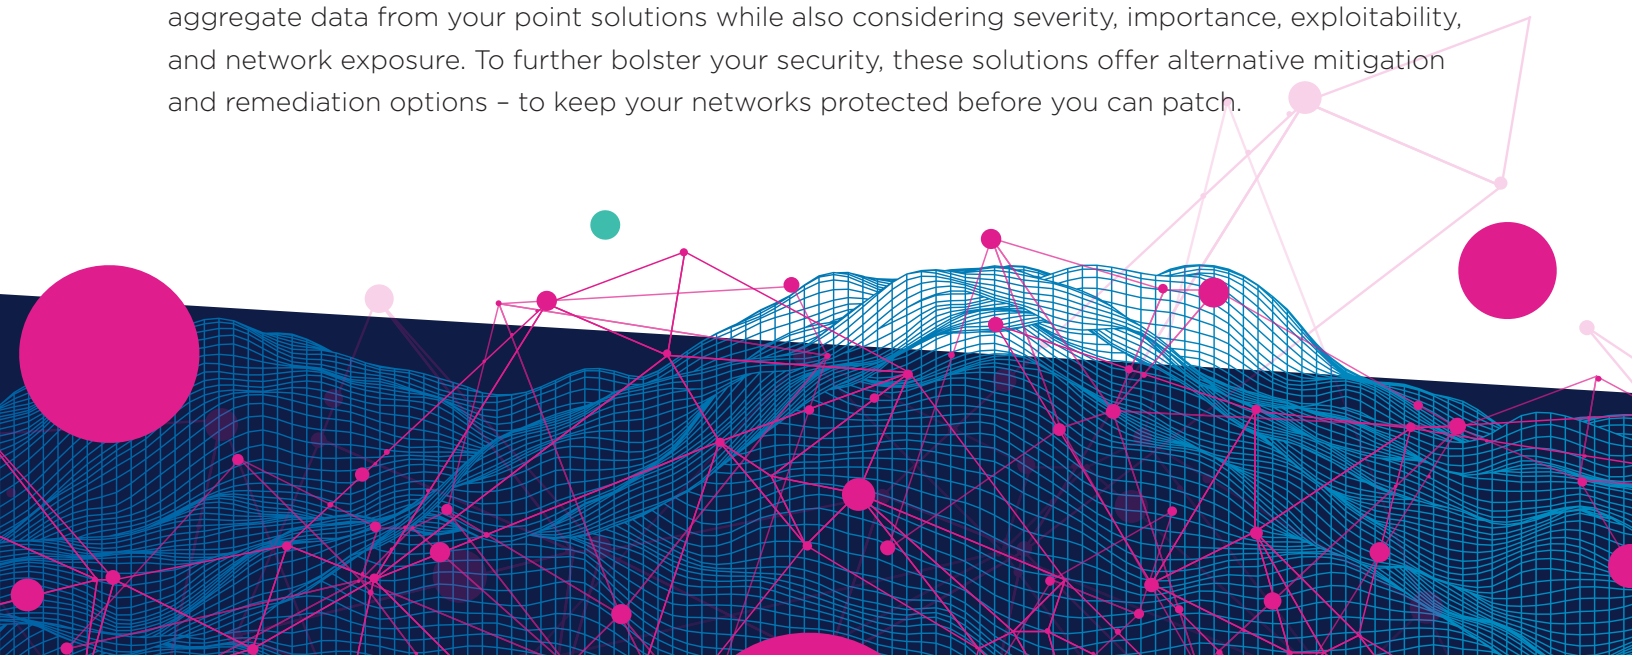 aggregate data from your point solutions while also considering severity, importance, exploitability,
and network exposure. To further bolster your security, these solutions offer alternative mitigation
and remediation options – to keep your networks protected before you can patch.